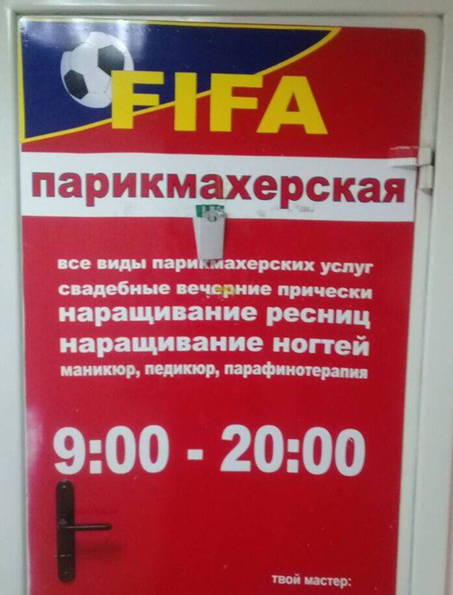 FIFA
парикмахерская
все виды парикмахерских услуг
свадебные вечерние прически
наращивание ресниц
наращивание ногтей
маникюр, педикюр, парафинотерапия
9:00 - 20:00
твой мастер: